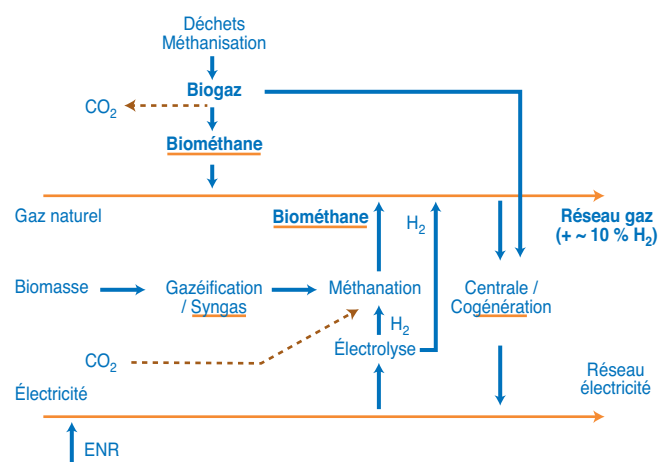 Déchets
Méthanisation
Biogaz
CO₂
Biométhane
Gaz naturel
Biométhane
H₂
Réseau gaz
(+ ~ 10 % H₂)
Biomasse
Gazéification
/ Syngas
Méthanation
Centrale /
Cogénération
H₂
Électrolyse
CO₂
Réseau
électricité
Électricité
ENR